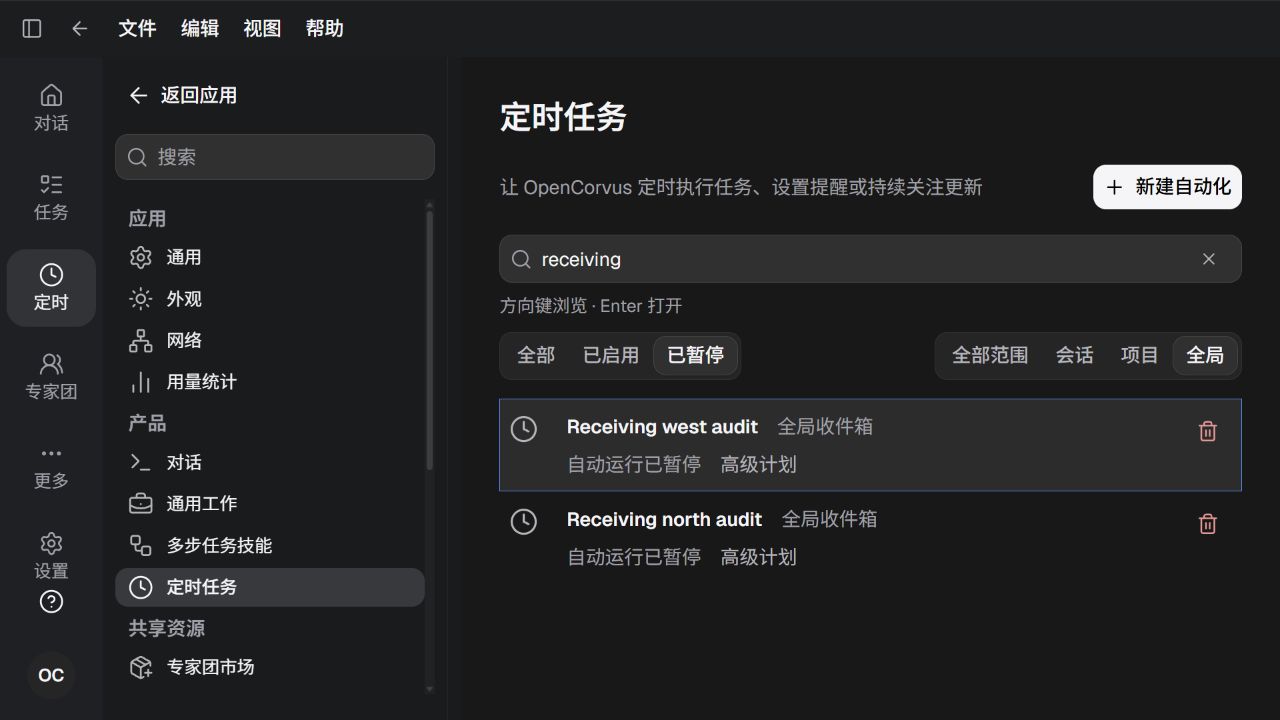 文件 编辑 视图 帮助
对话
任务
定时
专家团
更多
设置
OC
返回应用
搜索
应用
通用
外观
网络
用量统计
产品
对话
通用工作
多步任务技能
定时任务
共享资源
专家团市场
定时任务
让 OpenCorvus 定时执行任务、设置提醒或持续关注更新
新建自动化
receiving
方向键浏览 · Enter 打开
全部 已启用 已暂停 全部范围 会话 项目 全局
Receiving west audit 全局收件箱
自动运行已暂停 高级计划
Receiving north audit 全局收件箱
自动运行已暂停 高级计划